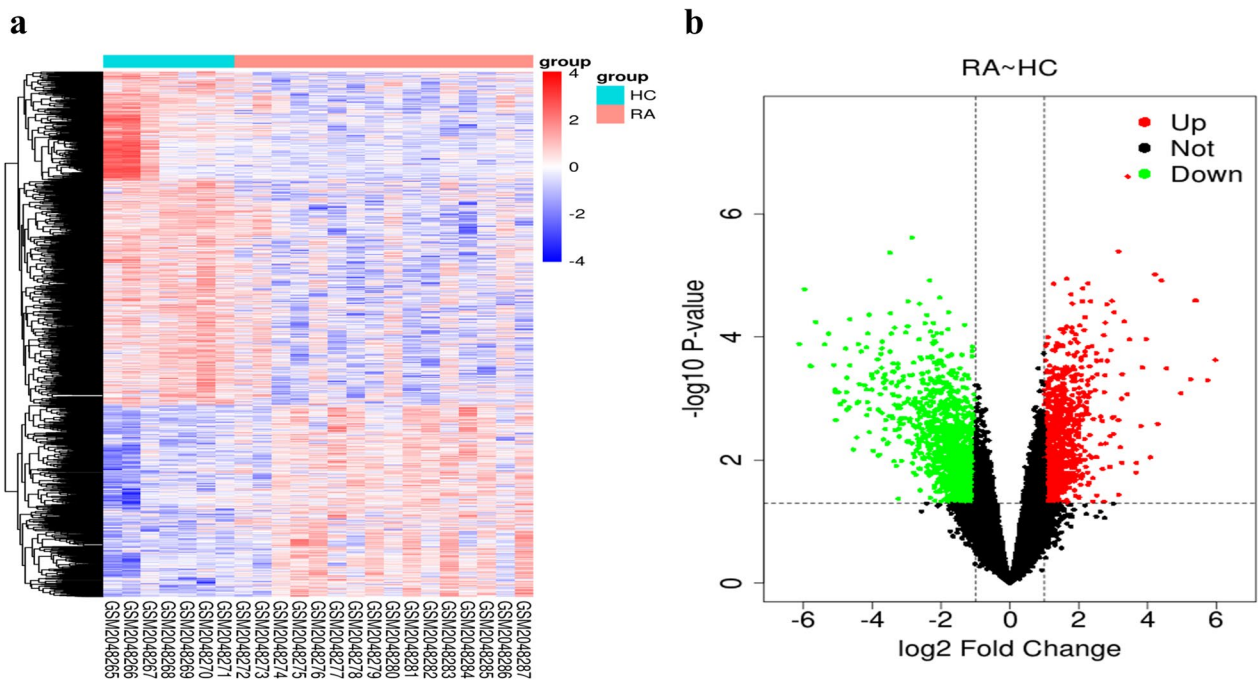 a
group
4
2
0
-2
-4
group
HC
RA
GSM2048265
GSM2048266
GSM2048267
GSM2048268
GSM2048269
GSM2048270
GSM2048271
GSM2048272
GSM2048273
GSM2048274
GSM2048275
GSM2048276
GSM2048277
GSM2048278
GSM2048279
GSM2048280
GSM2048281
GSM2048282
GSM2048283
GSM2048284
GSM2048285
GSM2048286
GSM2048287
b
RA~HC
Up
Not
Down
-log10 P-value
6
4
2
0
-6
-4
-2
0
2
4
6
log2 Fold Change